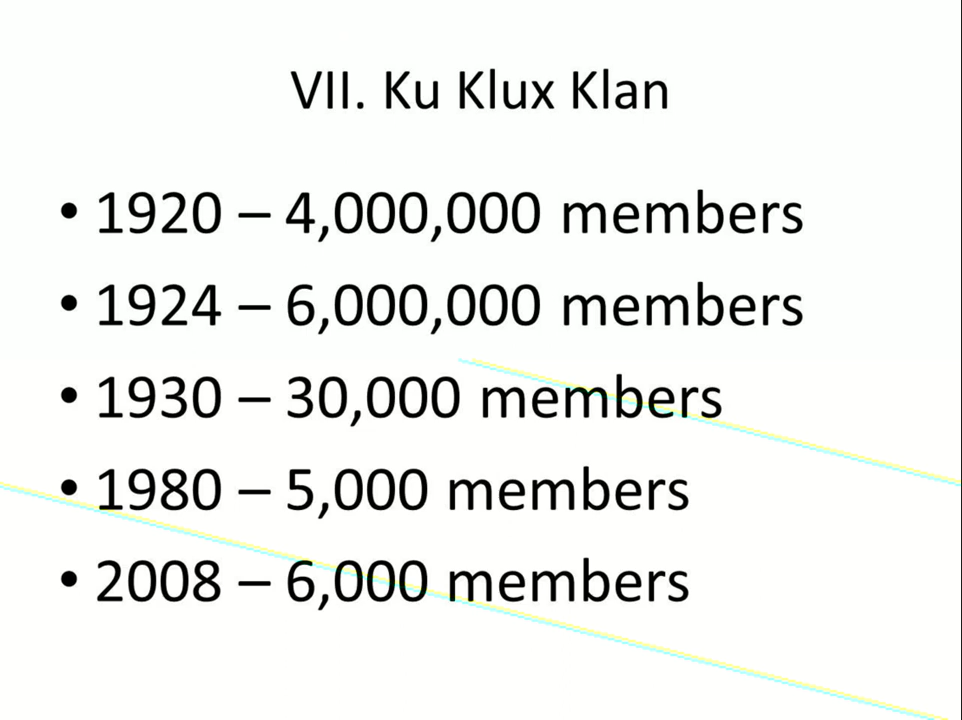 VII. Ku Klux Klan
• 1920 – 4,000,000 members
• 1924 – 6,000,000 members
• 1930 – 30,000 members
• 1980 – 5,000 members
• 2008 – 6,000 members